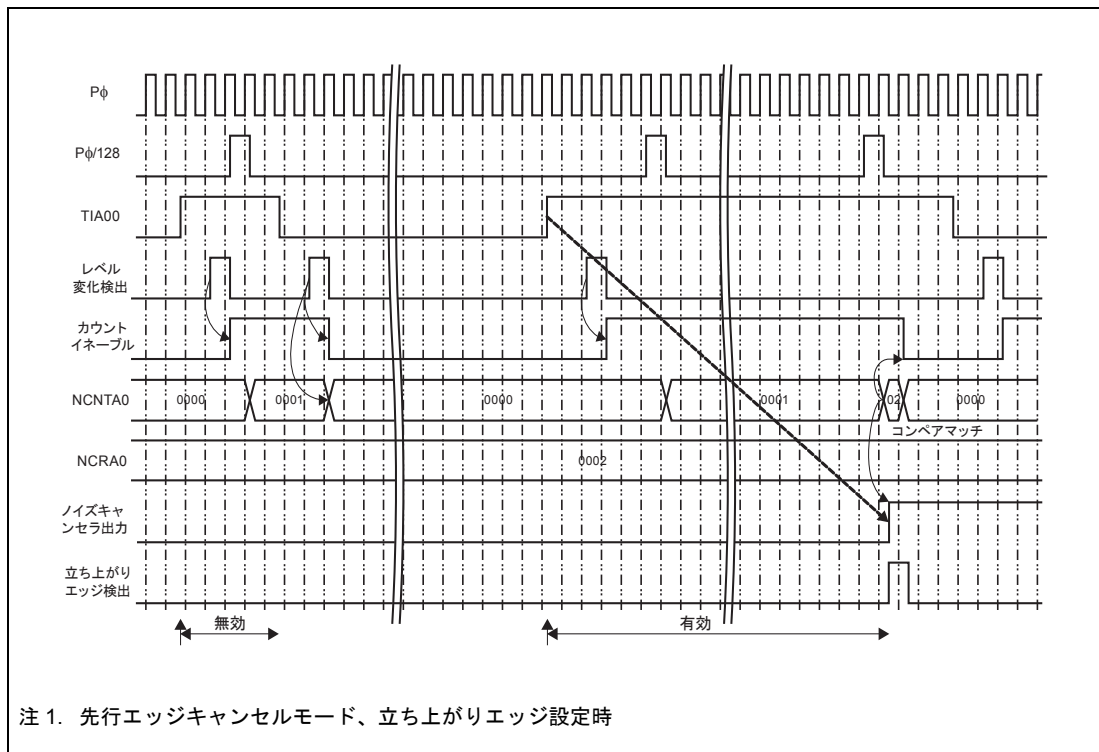 Pφ
Pφ/128
TIA00
レベル
変化検出
カウント
イネーブル
NCNTA0
0000
0001
0000
0001
02
0000
コンペアマッチ
NCRA0
0002
ノイズキャ
ンセラ出力
立ち上がり
エッジ検出
無効
有効
注 1. 先行エッジキャンセルモード、立ち上がりエッジ設定時